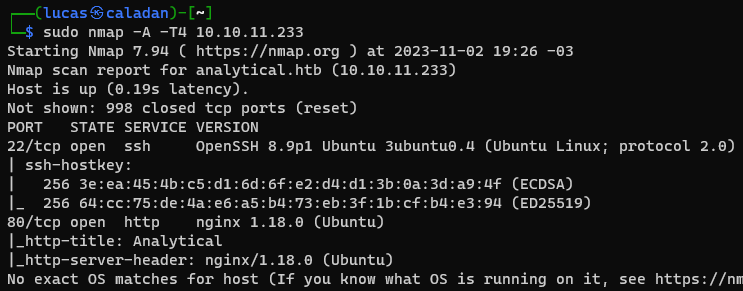 ┌──(lucas㉿caladan)-[~]
└─$ sudo nmap -A -T4 10.10.11.233
Starting Nmap 7.94 ( https://nmap.org ) at 2023-11-02 19:26 -03
Nmap scan report for analytical.htb (10.10.11.233)
Host is up (0.19s latency).
Not shown: 998 closed tcp ports (reset)
PORT   STATE SERVICE VERSION
22/tcp open  ssh     OpenSSH 8.9p1 Ubuntu 3ubuntu0.4 (Ubuntu Linux; protocol 2.0)
| ssh-hostkey:
|   256 3e:ea:45:4b:c5:d1:6d:6f:e2:d4:d1:3b:0a:3d:a9:4f (ECDSA)
|_  256 64:cc:75:de:4a:e6:a5:b4:73:eb:3f:1b:cf:b4:e3:94 (ED25519)
80/tcp open  http    nginx 1.18.0 (Ubuntu)
|_http-title: Analytical
|_http-server-header: nginx/1.18.0 (Ubuntu)
No exact OS matches for host (If you know what OS is running on it, see https://nm